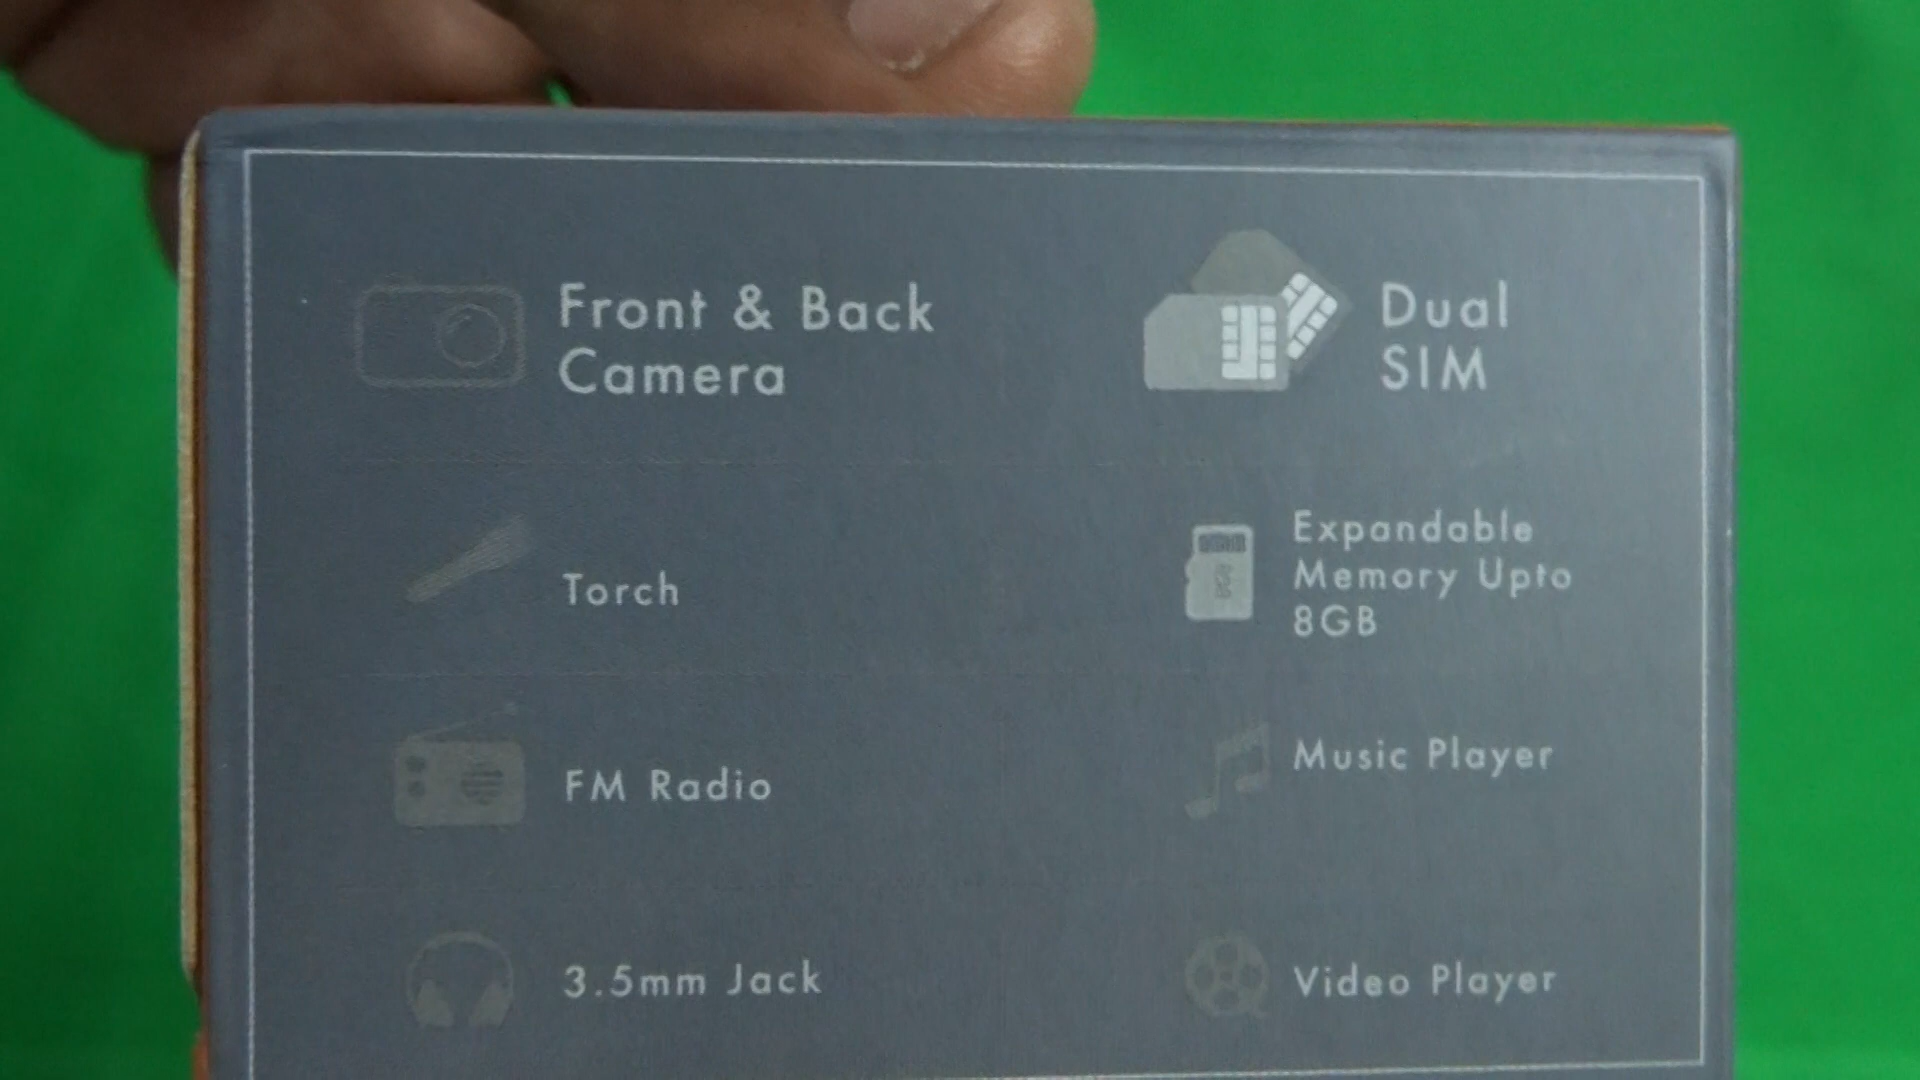 Front & Back
Camera
Dual
SIM
Torch
Expandable
Memory Upto
8GB
FM Radio
Music Player
3.5mm Jack
Video Player